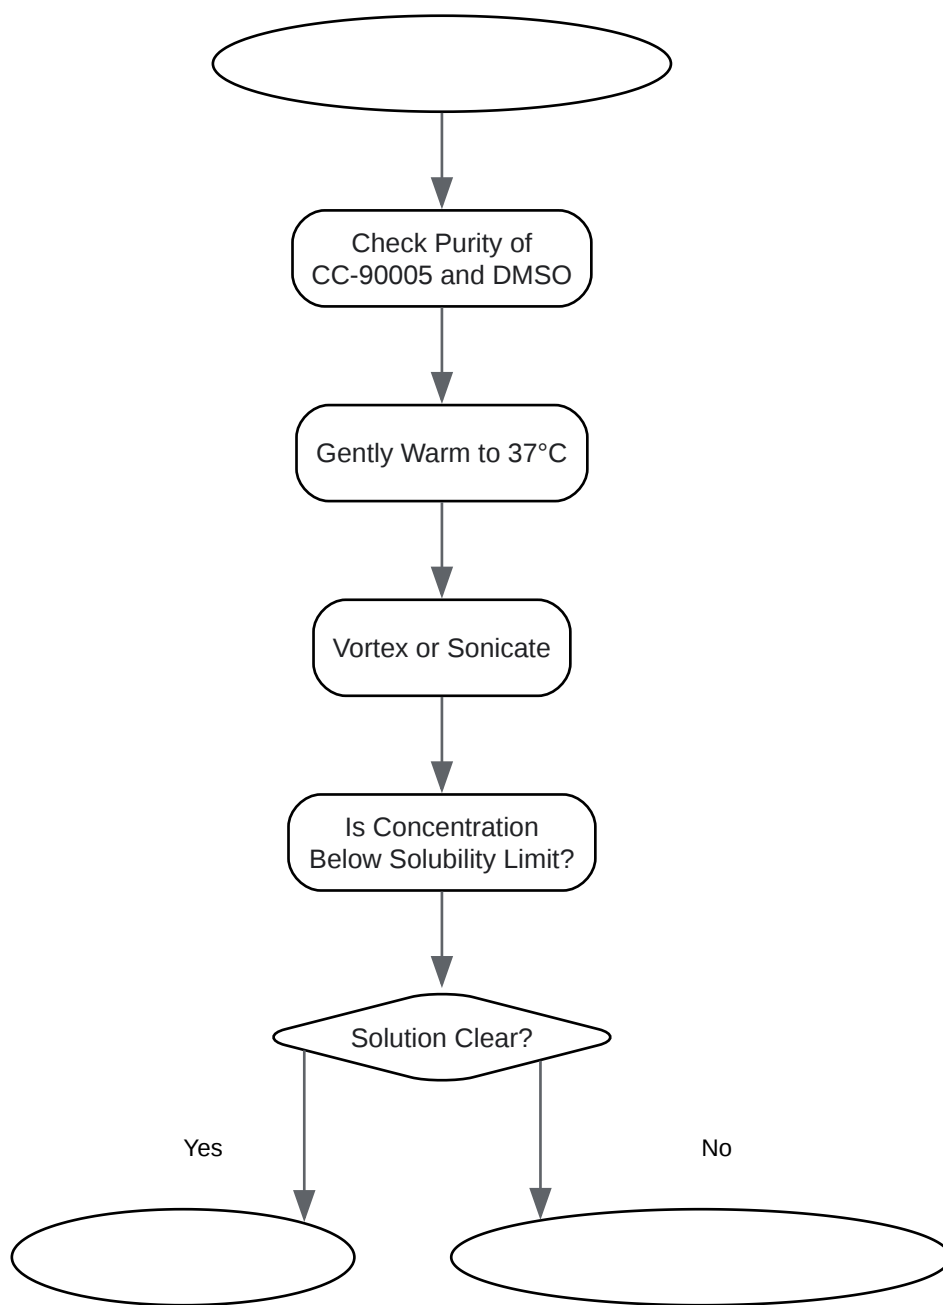 Check Purity of
CC-90005 and DMSO
Gently Warm to 37°C
Vortex or Sonicate
Is Concentration
Below Solubility Limit?
Solution Clear?
Yes
No